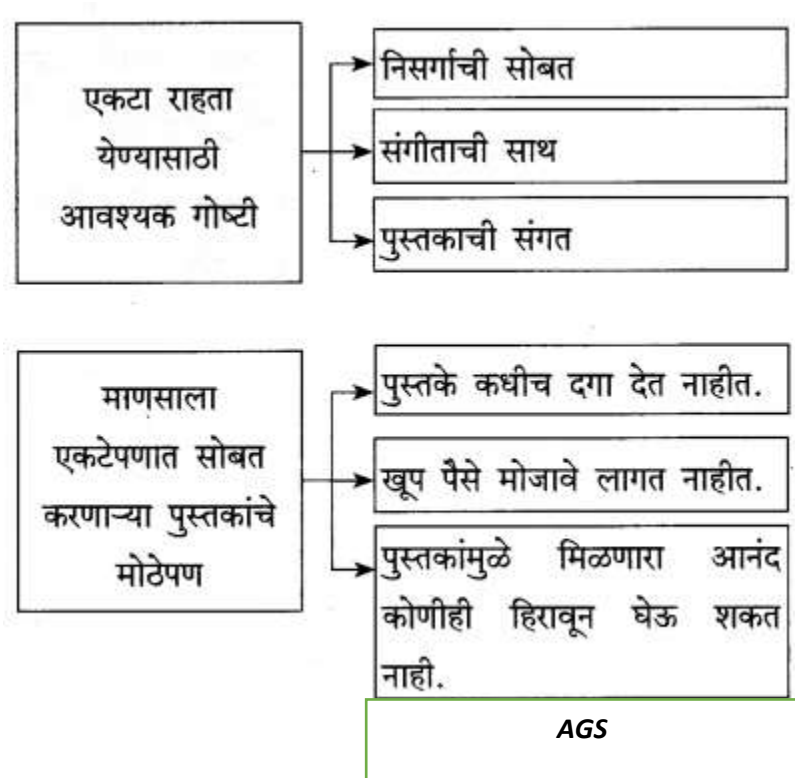 एकटा राहता
येण्यासाठी
आवश्यक गोष्टी
निसर्गाची सोबत
संगीताची साथ
पुस्तकाची संगत
माणसाला
एकटेपणात सोबत
करणाऱ्या पुस्तकांचे
मोठेपण
पुस्तके कधीच दगा देत नाहीत.
खूप पैसे मोजावे लागत नाहीत.
पुस्तकांमुळे मिळणारा आनंद
कोणीही हिरावून घेऊ शकत
नाही.
AGS